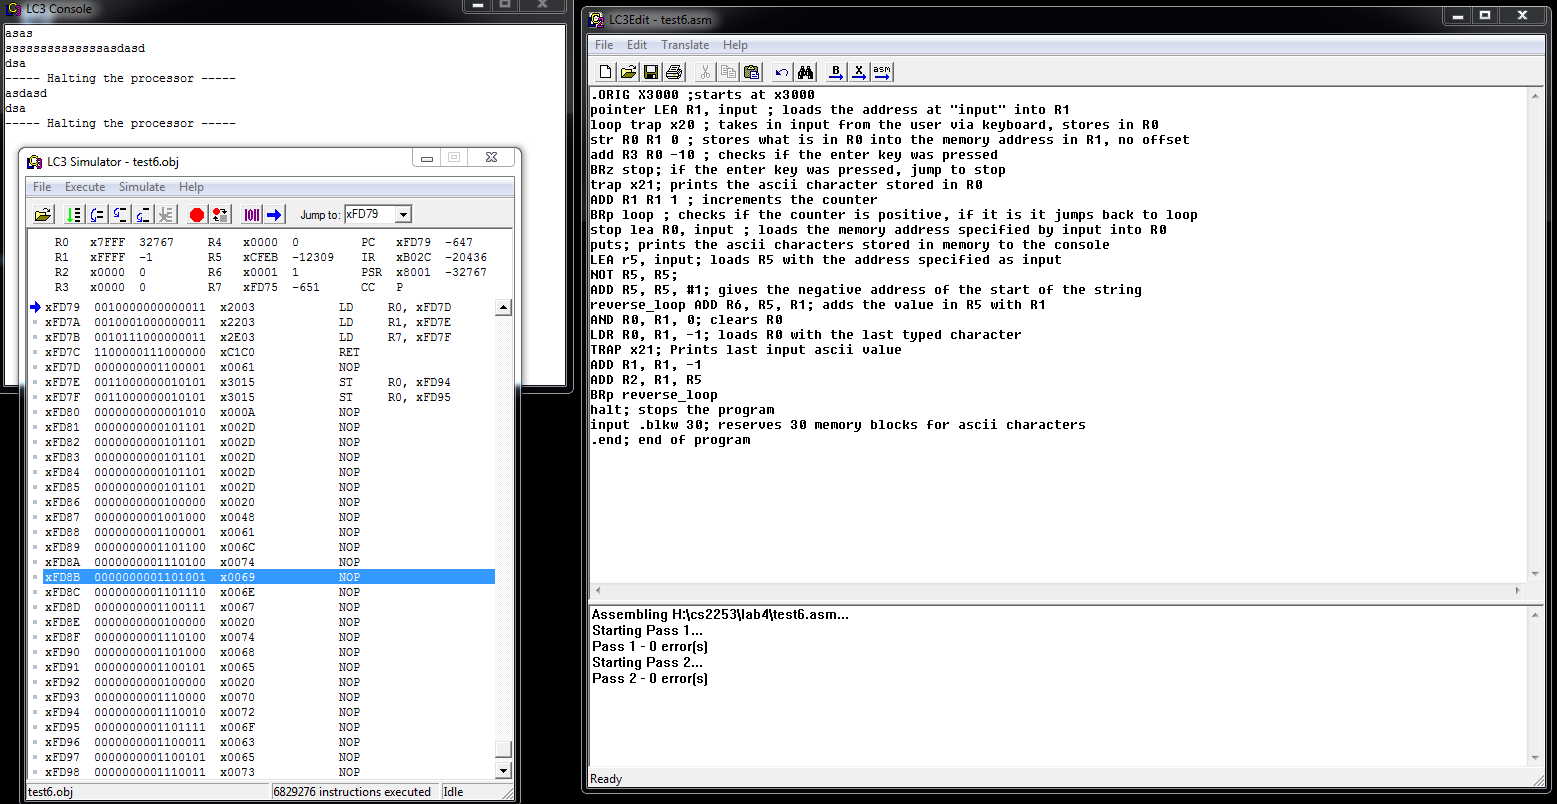 LC3 Console
asas
sssssssssssssssasdasd
dsa
----- Halting the processor -----
asdasd
dsa
----- Halting the processor -----
LC3 Simulator - test6.obj
File Execute Simulate Help
Jump to: xFD79
R0 x7FFF 32767 R4 x0000 0 PC xFD79 -647
R1 xFFFF -1 R5 xCFEB -12309 IR xB02C -20436
R2 x0000 0 R6 x0001 1 PSR x8001 -32767
R3 x0000 0 R7 xFD75 -651 CC P
xFD79 0010000000000011 x2003 LD R0, xFD7D
xFD7A 0010001000000011 x2203 LD R1, xFD7E
xFD7B 0010111000000011 x2E03 LD R7, xFD7F
xFD7C 1100000111000000 xC1C0 RET
xFD7D 0000000001100001 x0061 NOP
xFD7E 0011000000010101 x3015 ST R0, xFD94
xFD7F 0011000000010101 x3015 ST R0, xFD95
xFD80 0000000000001010 x000A NOP
xFD81 0000000000101101 x002D NOP
xFD82 0000000000101101 x002D NOP
xFD83 0000000000101101 x002D NOP
xFD84 0000000000101101 x002D NOP
xFD85 0000000000101101 x002D NOP
xFD86 0000000000100000 x0020 NOP
xFD87 0000000001001000 x0048 NOP
xFD88 0000000001100001 x0061 NOP
xFD89 0000000001101100 x006C NOP
xFD8A 0000000001110100 x0074 NOP
xFD8B 0000000001101001 x0069 NOP
xFD8C 0000000001101110 x006E NOP
xFD8D 0000000001100111 x0067 NOP
xFD8E 0000000000100000 x0020 NOP
xFD8F 0000000001110100 x0074 NOP
xFD90 0000000001101000 x0068 NOP
xFD91 0000000001100101 x0065 NOP
xFD92 0000000000100000 x0020 NOP
xFD93 0000000001110000 x0070 NOP
xFD94 0000000001110010 x0072 NOP
xFD95 0000000001101111 x006F NOP
xFD96 0000000001100011 x0063 NOP
xFD97 0000000001100101 x0065 NOP
xFD98 0000000001110011 x0073 NOP
test6.obj 6829276 instructions executed Idle
LC3Edit - test6.asm
File Edit Translate Help
B X asm
.ORIG X3000 ;starts at x3000
pointer LEA R1, input ; loads the address at "input" into R1
loop trap x20 ; takes in input from the user via keyboard, stores in R0
str R0 R1 0 ; stores what is in R0 into the memory address in R1, no offset
add R3 R0 -10 ; checks if the enter key was pressed
BRz stop; if the enter key was pressed, jump to stop
trap x21; prints the ascii character stored in R0
ADD R1 R1 1 ; increments the counter
BRp loop ; checks if the counter is positive, if it is it jumps back to loop
stop lea R0, input ; loads the memory address specified by input into R0
puts; prints the ascii characters stored in memory to the console
LEA r5, input; loads R5 with the address specified as input
NOT R5, R5;
ADD R5, R5, #1; gives the negative address of the start of the string
reverse_loop ADD R6, R5, R1; adds the value in R5 with R1
AND R0, R1, 0; clears R0
LDR R0, R1, -1; loads R0 with the last typed character
TRAP x21; Prints last input ascii value
ADD R1, R1, -1
ADD R2, R1, R5
BRp reverse_loop
halt; stops the program
input .blkw 30; reserves 30 memory blocks for ascii characters
.end; end of program
Assembling H:\cs2253\lab4\test6.asm...
Starting Pass 1...
Pass 1 - 0 error(s)
Starting Pass 2...
Pass 2 - 0 error(s)
Ready